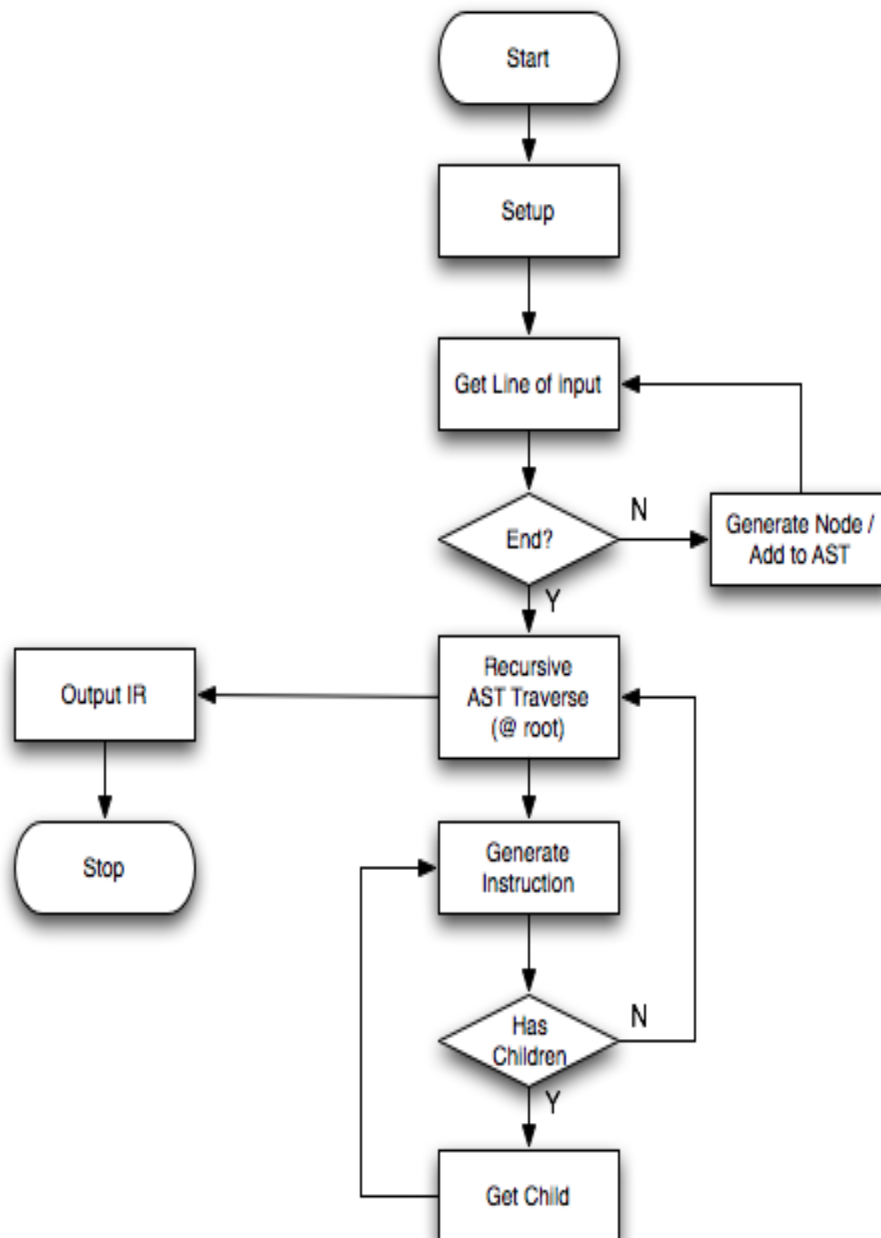 Start
Setup
Get Line of input
End?
N
Generate Node /
Add to AST
Y
Recursive
AST Traverse
(@ root)
Output IR
Stop
Generate
Instruction
Has
Children
N
Y
Get Child